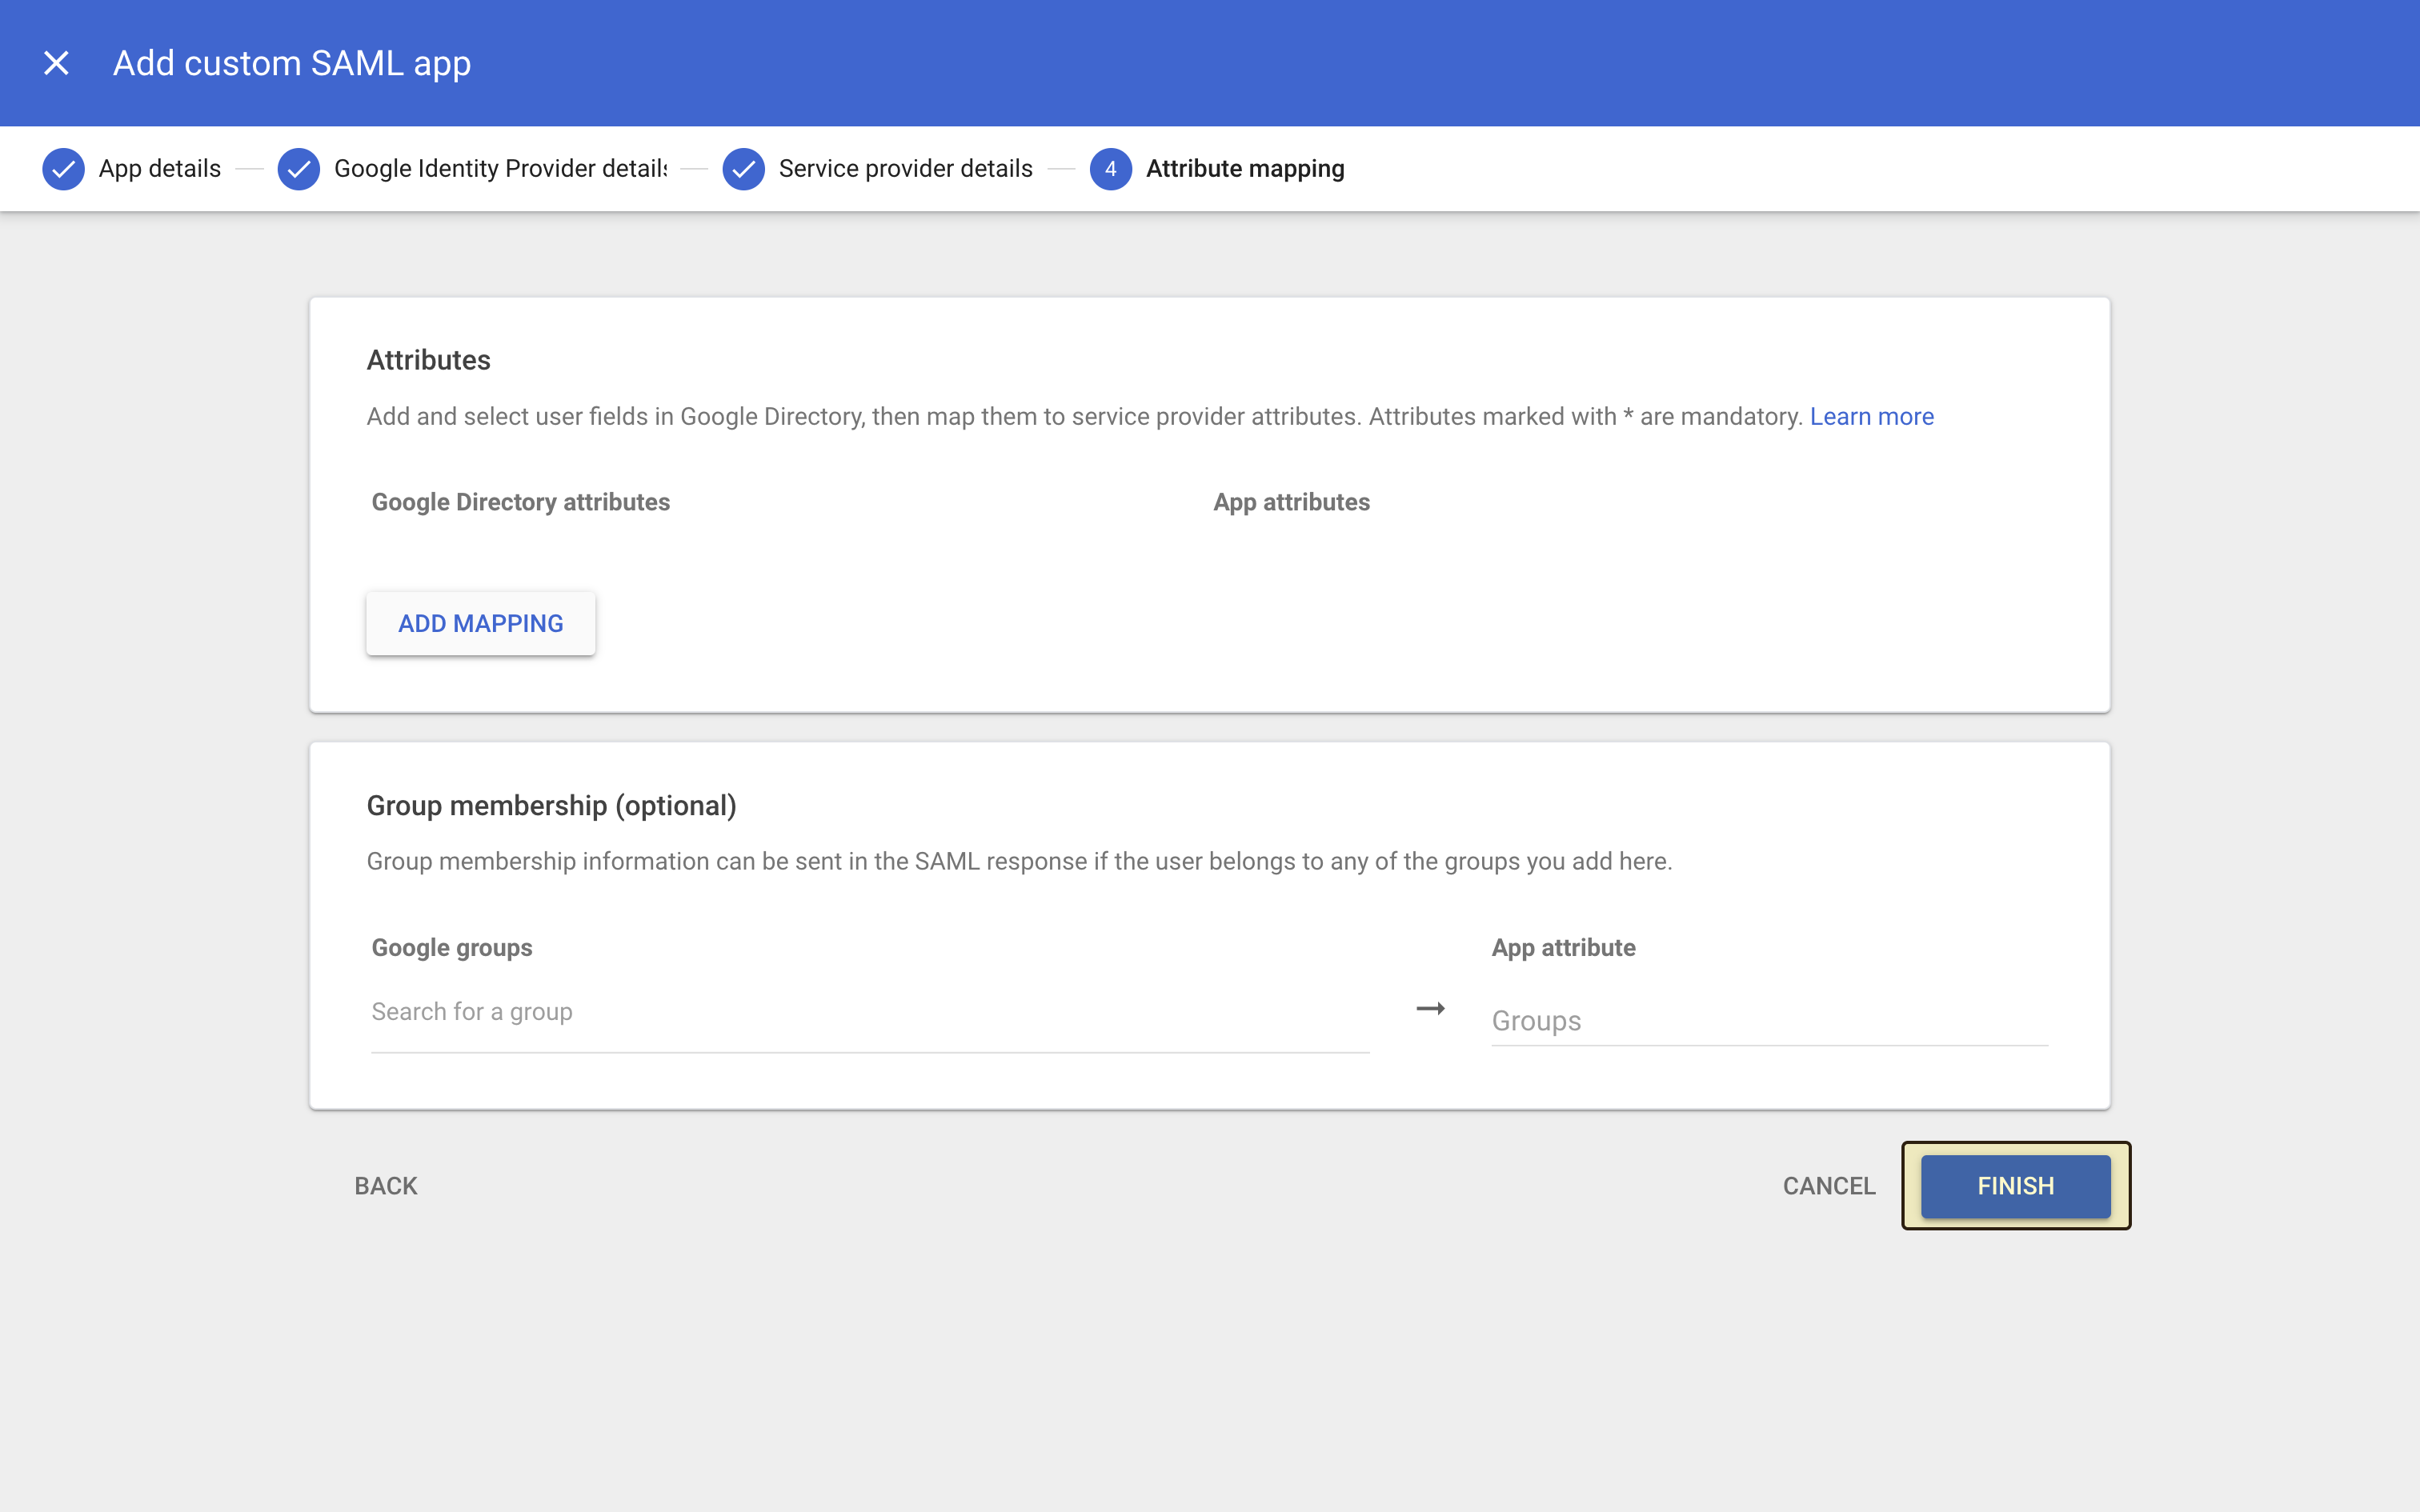 Add custom SAML app
App details
Google Identity Provider details
Service provider details
4
Attribute mapping
Attributes
Add and select user fields in Google Directory, then map them to service provider attributes. Attributes marked with * are mandatory. Learn more
Google Directory attributes
App attributes
ADD MAPPING
Group membership (optional)
Group membership information can be sent in the SAML response if the user belongs to any of the groups you add here.
Google groups
App attribute
Search for a group
Groups
BACK
CANCEL
FINISH